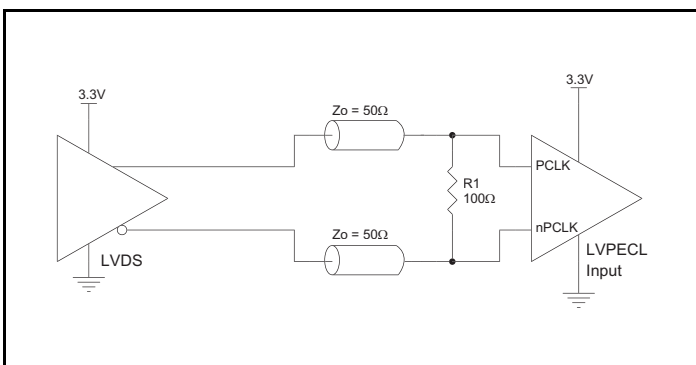 3.3V
3.3V
Zo = 50Ω
PCLK
R1
100Ω
nPCLK
Zo = 50Ω
LVDS
LVPECL
Input